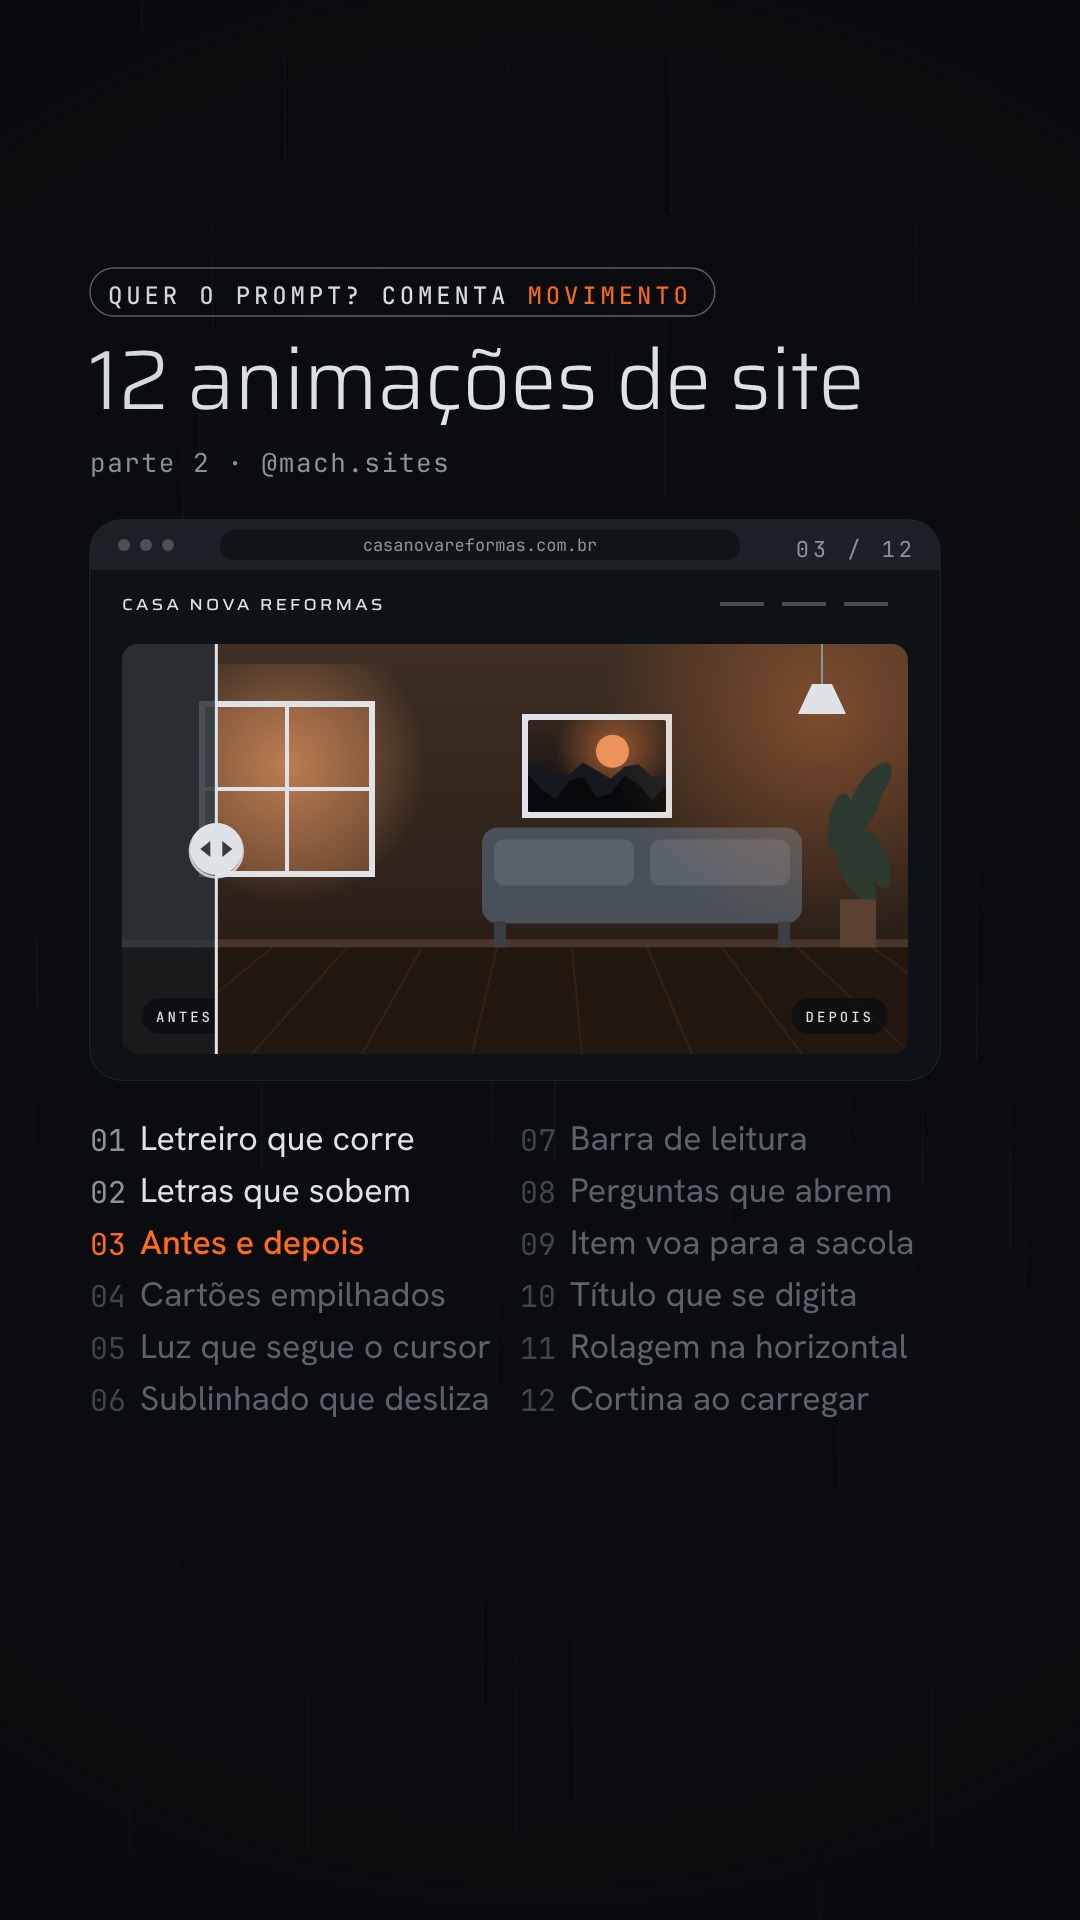 QUER O PROMPT? COMENTA MOVIMENTO
12 animações de site
parte 2 · @mach.sites
casanovareformas.com.br
03 / 12
CASA NOVA REFORMAS
ANTES
DEPOIS
01 Letreiro que corre
02 Letras que sobem
03 Antes e depois
04 Cartões empilhados
05 Luz que segue o cursor
06 Sublinhado que desliza
07 Barra de leitura
08 Perguntas que abrem
09 Item voa para a sacola
10 Título que se digita
11 Rolagem na horizontal
12 Cortina ao carregar